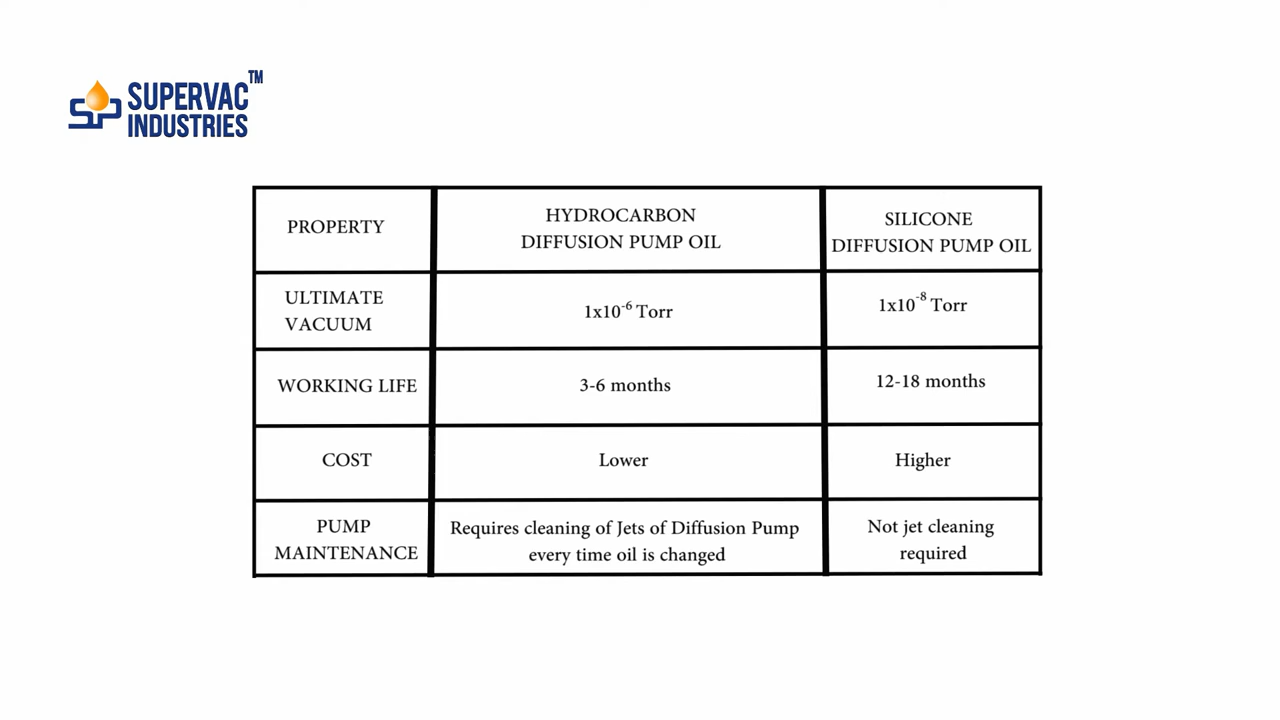 SP SUPERVAC™
INDUSTRIES
PROPERTY
HYDROCARBON
DIFFUSION PUMP OIL
SILICONE
DIFFUSION PUMP OIL
ULTIMATE
VACUUM
1x10⁻⁶ Torr
1x10⁻⁸ Torr
WORKING LIFE
3-6 months
12-18 months
COST
Lower
Higher
PUMP
MAINTENANCE
Requires cleaning of Jets of Diffusion Pump
every time oil is changed
Not jet cleaning
required